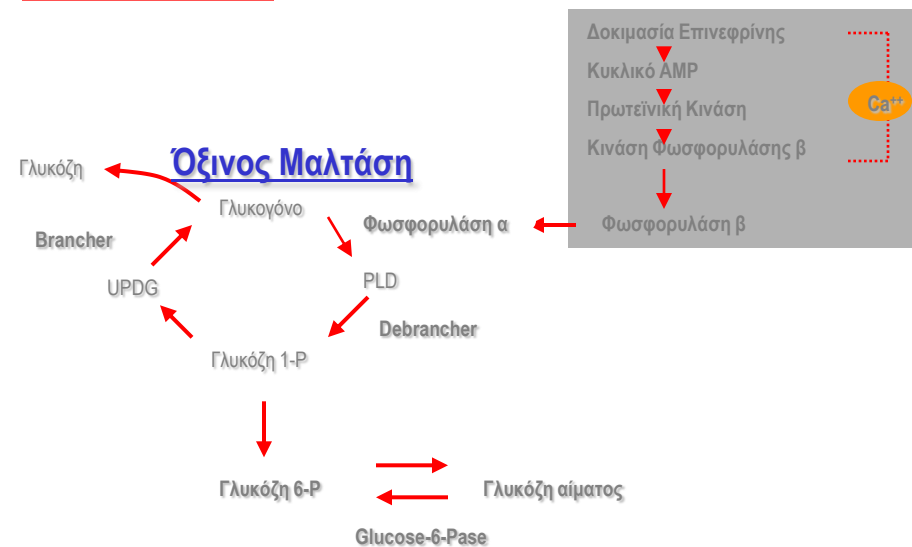 Δοκιμασία Επινεφρίνης
Κυκλικό AMP
Πρωτεϊνική Κινάση
Ca++
Κινάση Φωσφορυλάσης β
Όξινος Μαλτάση
Γλυκόζη
Γλυκογόνο
Φωσφορυλάση α
Φωσφορυλάση β
Brancher
UPDG
PLD
Debrancher
Γλυκόζη 1-P
Γλυκόζη 6-P
Γλυκόζη αίματος
Glucose-6-Pase